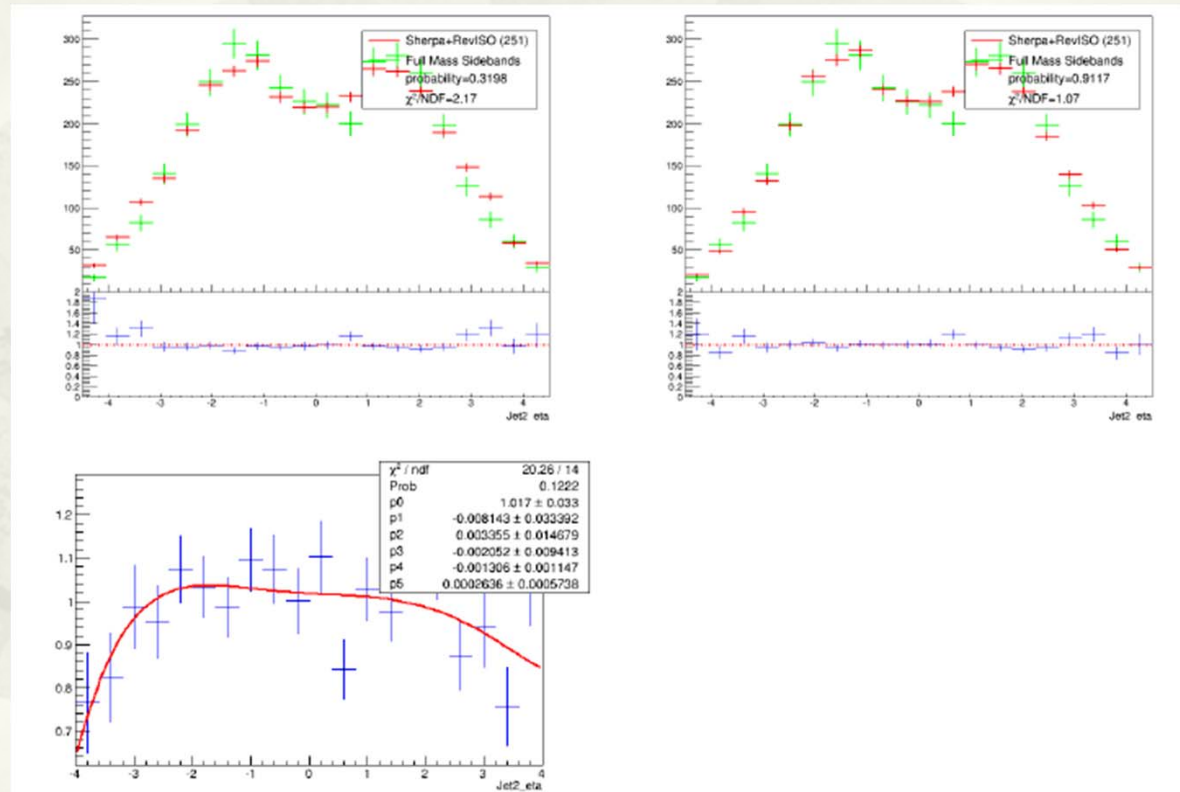 Sherpa+RevISO (251)
Full Mass Sidebands
probability=0.3198
χ²/NDF=2.17
300
250
200
150
100
50
2
1.8
1.6
1.4
1.2
1
0.8
0.6
0.4
0.2
0
-4 -3 -2 -1 0 1 2 3 4
Jet2_eta
Sherpa+RevISO (251)
Full Mass Sidebands
probability=0.9117
χ²/NDF=1.07
300
250
200
150
100
50
2
1.8
1.6
1.4
1.2
1
0.8
0.6
0.4
0.2
0
-4 -3 -2 -1 0 1 2 3 4
Jet2_eta
χ² / ndf 20.26 / 14
Prob 0.1222
p0 1.017 ± 0.033
p1 -0.008143 ± 0.033392
p2 0.003355 ± 0.014679
p3 -0.002052 ± 0.009413
p4 -0.001306 ± 0.001147
p5 0.0002636 ± 0.0005738
1.2
1.1
1
0.9
0.8
0.7
-4 -3 -2 -1 0 1 2 3 4
Jet2_eta